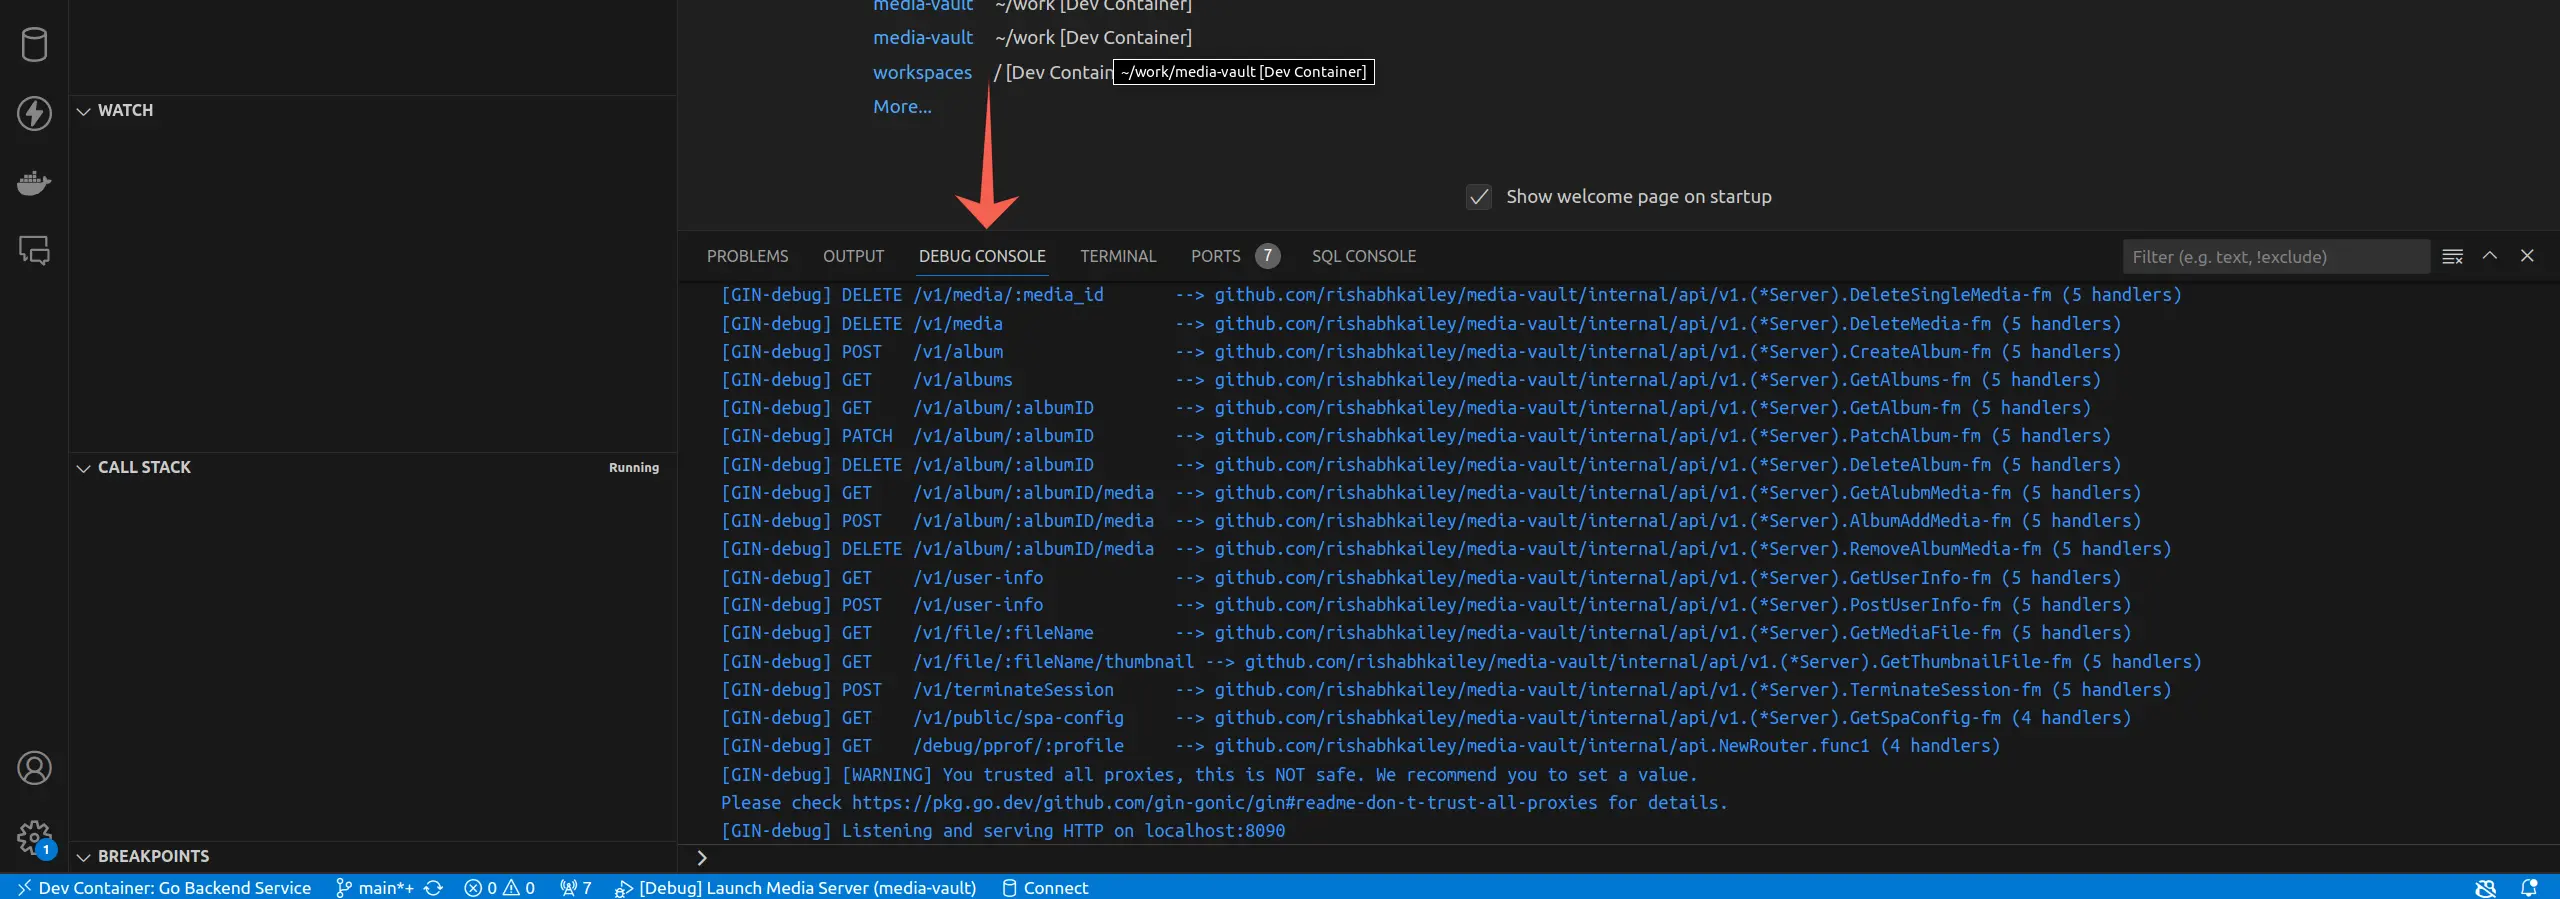 media-vault ~/work [Dev Container]
media-vault ~/work [Dev Container]
workspaces / [Dev Contain
~/work/media-vault [Dev Container]
More...
WATCH
Show welcome page on startup
PROBLEMS OUTPUT DEBUG CONSOLE TERMINAL PORTS 7 SQL CONSOLE Filter (e.g. text, !exclude)
[GIN-debug] DELETE /v1/media/:media_id --> github.com/rishabhkailey/media-vault/internal/api/v1.(*Server).DeleteSingleMedia-fm (5 handlers)
[GIN-debug] DELETE /v1/media --> github.com/rishabhkailey/media-vault/internal/api/v1.(*Server).DeleteMedia-fm (5 handlers)
[GIN-debug] POST /v1/album --> github.com/rishabhkailey/media-vault/internal/api/v1.(*Server).CreateAlbum-fm (5 handlers)
[GIN-debug] GET /v1/albums --> github.com/rishabhkailey/media-vault/internal/api/v1.(*Server).GetAlbums-fm (5 handlers)
[GIN-debug] GET /v1/album/:albumID --> github.com/rishabhkailey/media-vault/internal/api/v1.(*Server).GetAlbum-fm (5 handlers)
[GIN-debug] PATCH /v1/album/:albumID --> github.com/rishabhkailey/media-vault/internal/api/v1.(*Server).PatchAlbum-fm (5 handlers)
[GIN-debug] DELETE /v1/album/:albumID --> github.com/rishabhkailey/media-vault/internal/api/v1.(*Server).DeleteAlbum-fm (5 handlers)
[GIN-debug] GET /v1/album/:albumID/media --> github.com/rishabhkailey/media-vault/internal/api/v1.(*Server).GetAlubmMedia-fm (5 handlers)
[GIN-debug] POST /v1/album/:albumID/media --> github.com/rishabhkailey/media-vault/internal/api/v1.(*Server).AlbumAddMedia-fm (5 handlers)
[GIN-debug] DELETE /v1/album/:albumID/media --> github.com/rishabhkailey/media-vault/internal/api/v1.(*Server).RemoveAlbumMedia-fm (5 handlers)
[GIN-debug] GET /v1/user-info --> github.com/rishabhkailey/media-vault/internal/api/v1.(*Server).GetUserInfo-fm (5 handlers)
[GIN-debug] POST /v1/user-info --> github.com/rishabhkailey/media-vault/internal/api/v1.(*Server).PostUserInfo-fm (5 handlers)
[GIN-debug] GET /v1/file/:fileName --> github.com/rishabhkailey/media-vault/internal/api/v1.(*Server).GetMediaFile-fm (5 handlers)
[GIN-debug] GET /v1/file/:fileName/thumbnail --> github.com/rishabhkailey/media-vault/internal/api/v1.(*Server).GetThumbnailFile-fm (5 handlers)
[GIN-debug] POST /v1/terminateSession --> github.com/rishabhkailey/media-vault/internal/api/v1.(*Server).TerminateSession-fm (5 handlers)
[GIN-debug] GET /v1/public/spa-config --> github.com/rishabhkailey/media-vault/internal/api/v1.(*Server).GetSpaConfig-fm (4 handlers)
[GIN-debug] GET /debug/pprof/:profile --> github.com/rishabhkailey/media-vault/internal/api.NewRouter.func1 (4 handlers)
[GIN-debug] [WARNING] You trusted all proxies, this is NOT safe. We recommend you to set a value.
Please check https://pkg.go.dev/github.com/gin-gonic/gin#readme-don-t-trust-all-proxies for details.
[GIN-debug] Listening and serving HTTP on localhost:8090
CALL STACK Running
BREAKPOINTS
1
Dev Container: Go Backend Service main*+ 0 0 7 [Debug] Launch Media Server (media-vault) Connect